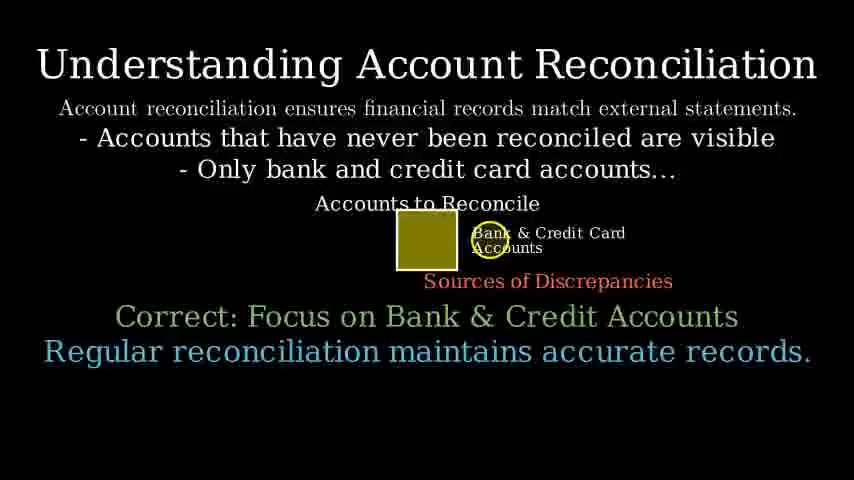 Understanding Account Reconciliation
Account reconciliation ensures financial records match external statements.
- Accounts that have never been reconciled are visible
- Only bank and credit card accounts...
Accounts to Reconcile
Bank & Credit Card
Accounts
Sources of Discrepancies
Correct: Focus on Bank & Credit Accounts
Regular reconciliation maintains accurate records.